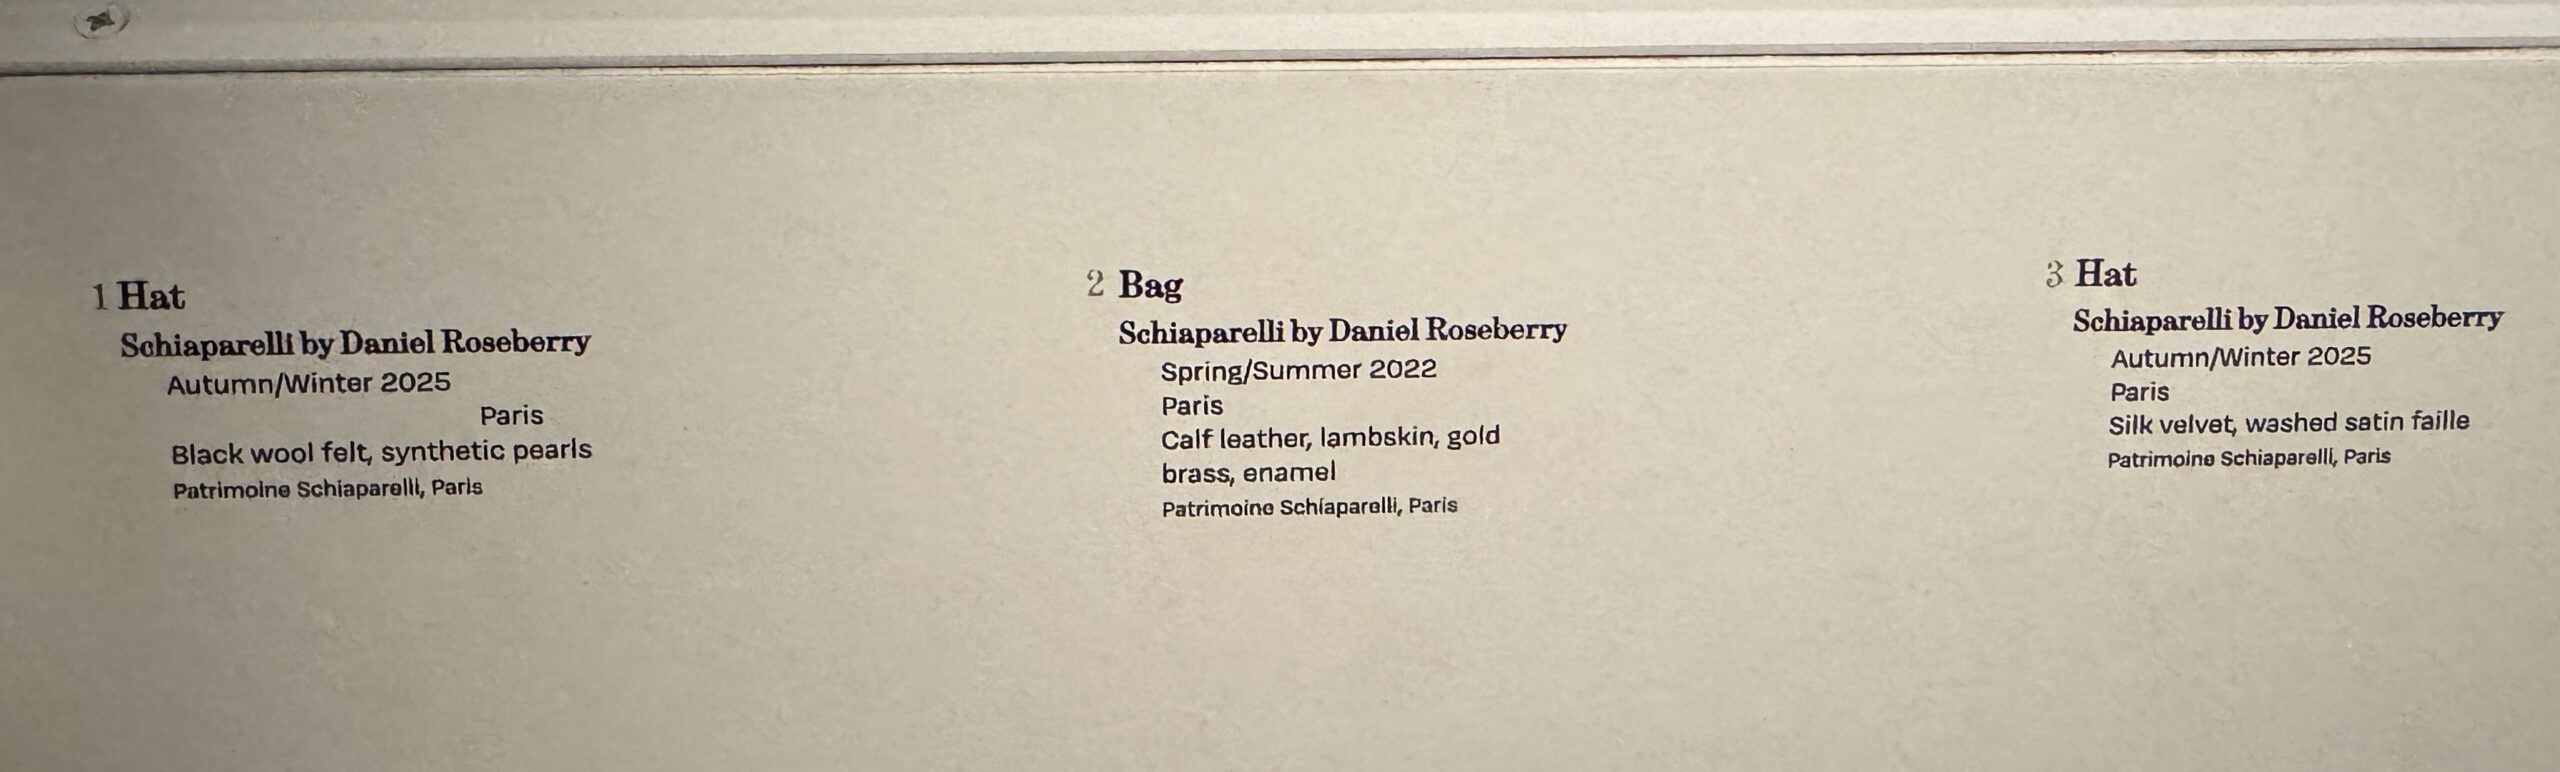 1 Hat
Schiaparelli by Daniel Roseberry
Autumn/Winter 2025
Paris
Black wool felt, synthetic pearls
Patrimoine Schiaparelli, Paris
2 Bag
Schiaparelli by Daniel Roseberry
Spring/Summer 2022
Paris
Calf leather, lambskin, gold
brass, enamel
Patrimoine Schiaparelli, Paris
3 Hat
Schiaparelli by Daniel Roseberry
Autumn/Winter 2025
Paris
Silk velvet, washed satin faille
Patrimoine Schiaparelli, Paris